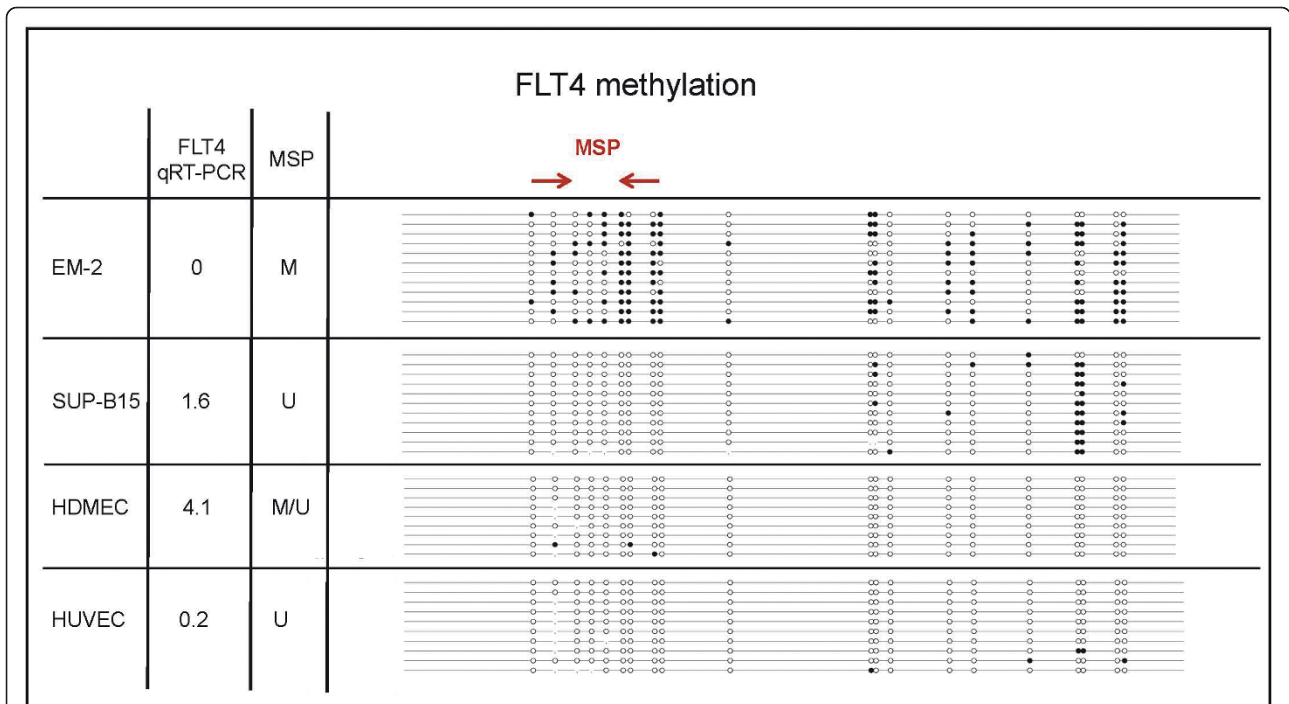 FLT4 methylation
FLT4
qRT-PCR
MSP
MSP
EM-2
0
M
SUP-B15
1.6
U
HDMEC
4.1
M/U
HUVEC
0.2
U